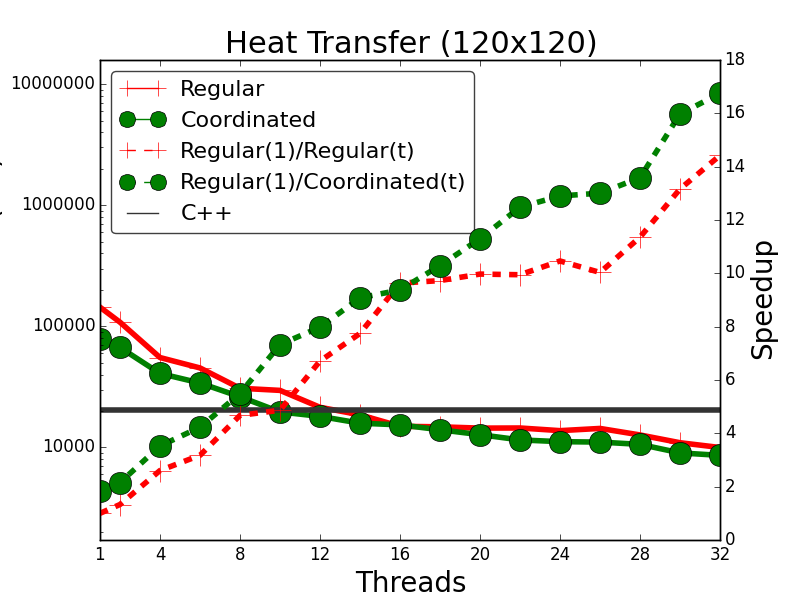 Heat Transfer (120x120)
10000000
1000000
100000
10000
Regular
Coordinated
Regular(1)/Regular(t)
Regular(1)/Coordinated(t)
C++
18
16
14
12
10
8
6
4
2
0
Speedup
1 4 8 12 16 20 24 28 32
Threads